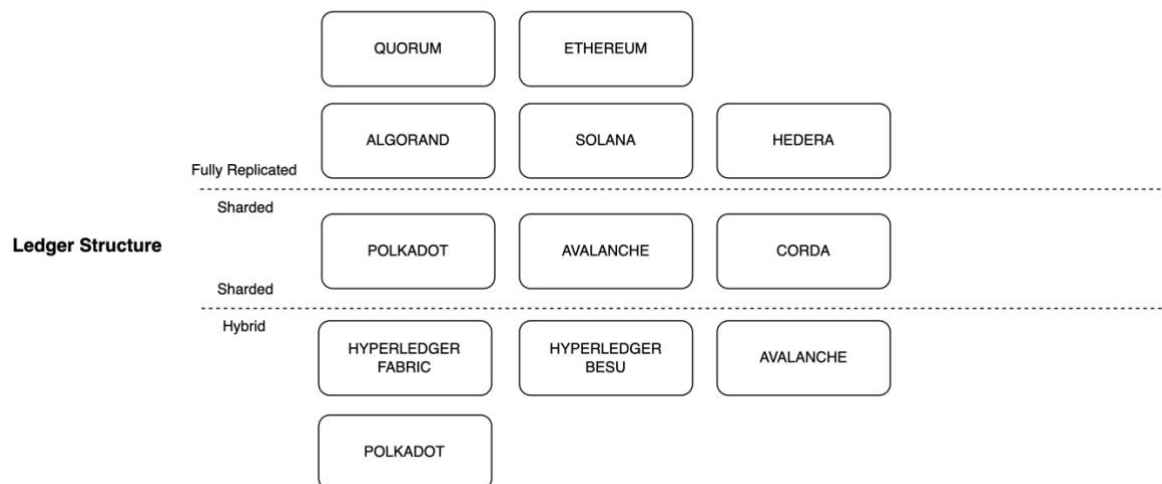 QUORUM
ETHEREUM
ALGORAND
SOLANA
HEDERA
Fully Replicated
Sharded
Ledger Structure
POLKADOT
AVALANCHE
CORDA
Sharded
Hybrid
HYPERLEDGER
FABRIC
HYPERLEDGER
BESU
AVALANCHE
POLKADOT